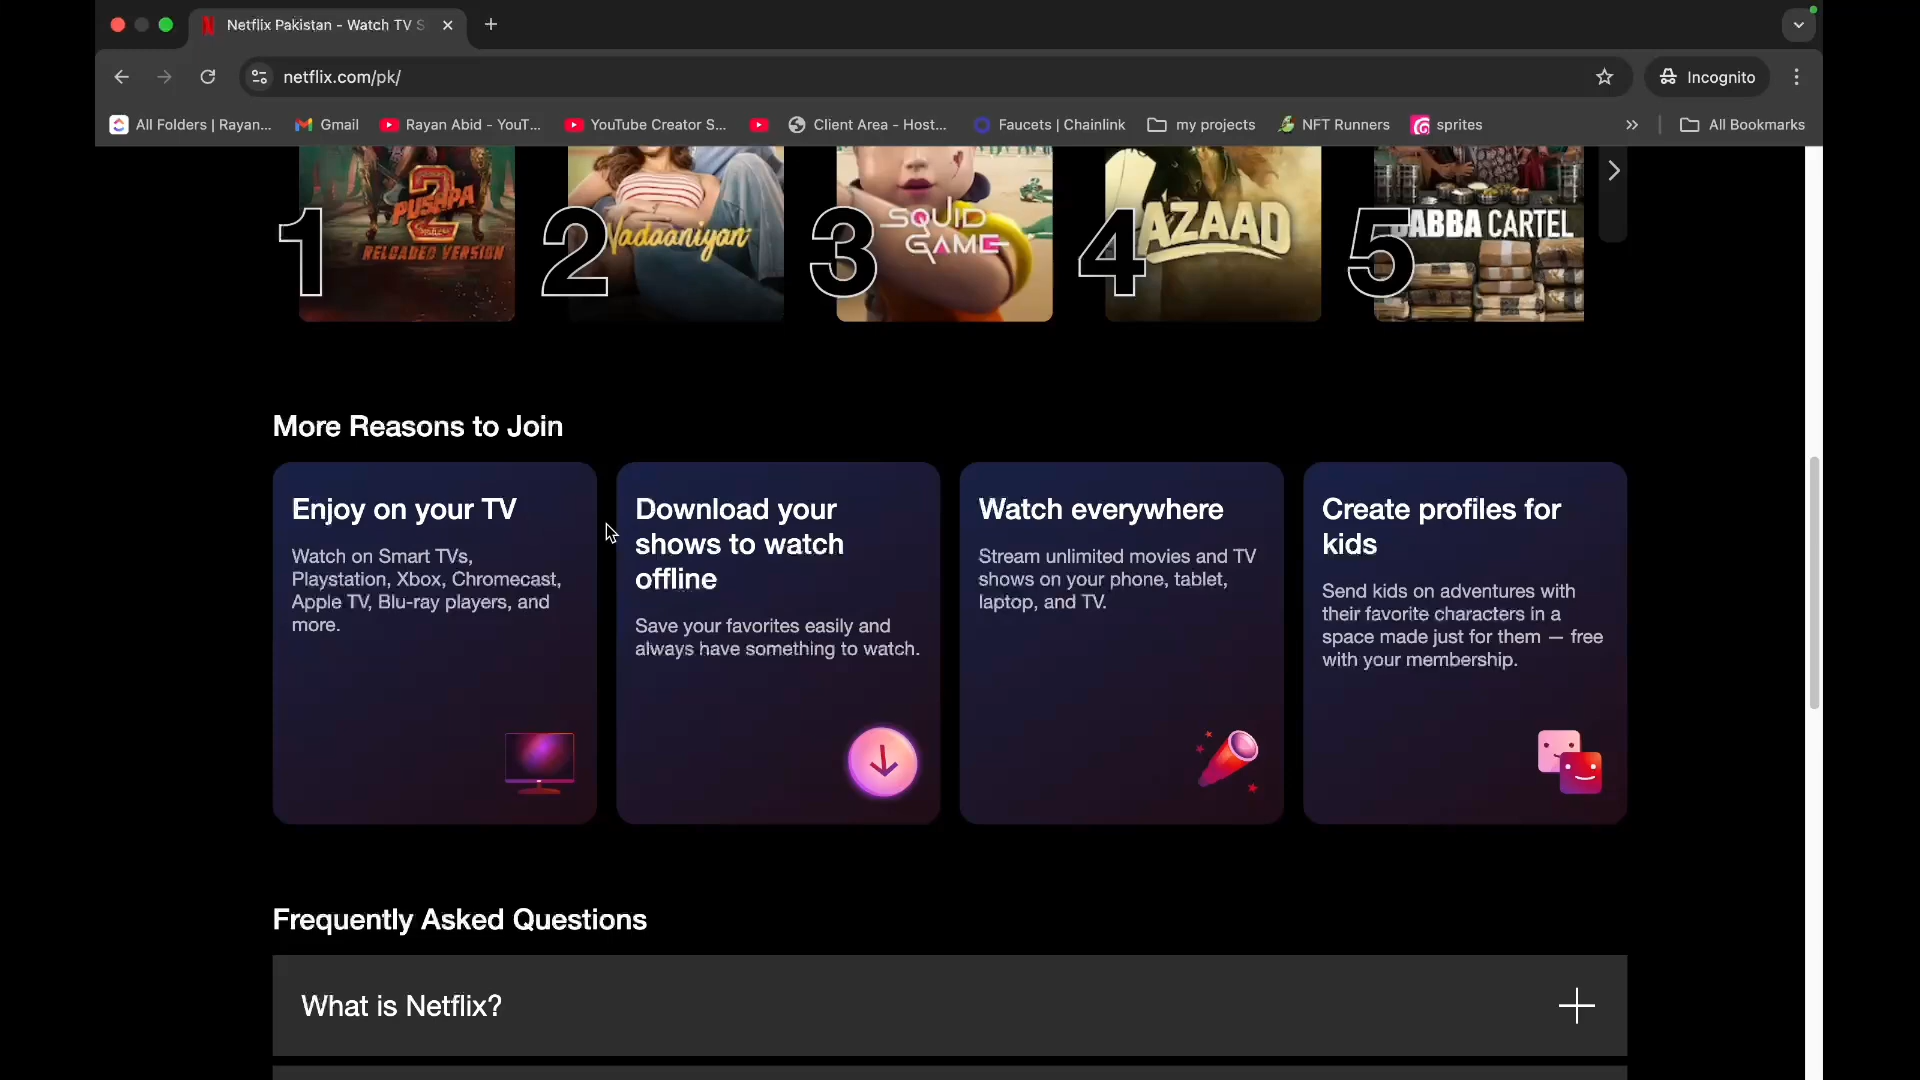 Netflix Pakistan - Watch TV S
netflix.com/pk/
Incognito
All Folders | Rayan...
Gmail
Rayan Abid - YouT...
YouTube Creator S...
Client Area - Host...
Faucets | Chainlink
my projects
NFT Runners
sprites
All Bookmarks
1
PUSHPA
2
RELOADED VERSION
2
Nadaaniyan
3
SQUID
GAME
4
AZAAD
5
DABBA CARTEL
More Reasons to Join
Enjoy on your TV
Watch on Smart TVs,
Playstation, Xbox, Chromecast,
Apple TV, Blu-ray players, and
more.
Download your
shows to watch
offline
Save your favorites easily and
always have something to watch.
Watch everywhere
Stream unlimited movies and TV
shows on your phone, tablet,
laptop, and TV.
Create profiles for
kids
Send kids on adventures with
their favorite characters in a
space made just for them — free
with your membership.
Frequently Asked Questions
What is Netflix?